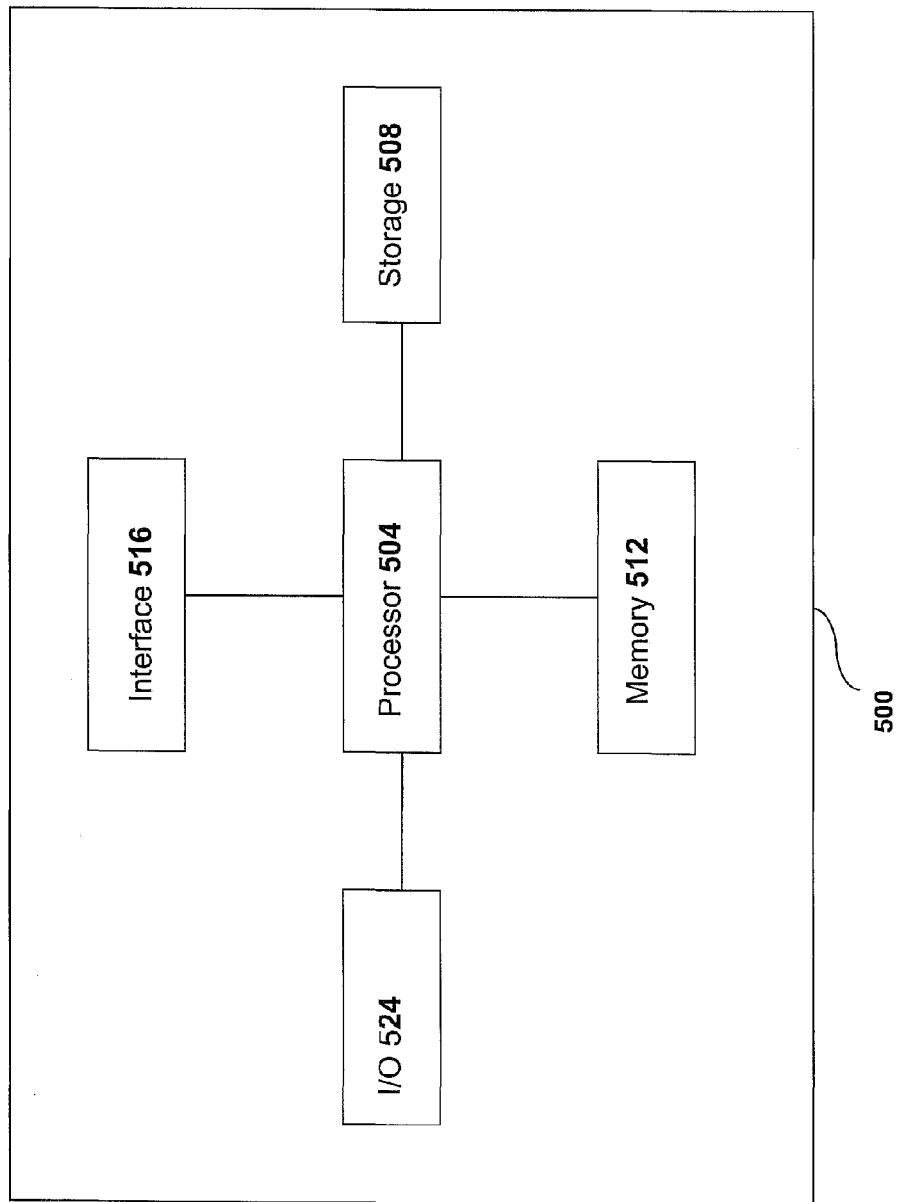 Storage 508
Interface 516
Processor 504
Memory 512
I/O 524
500